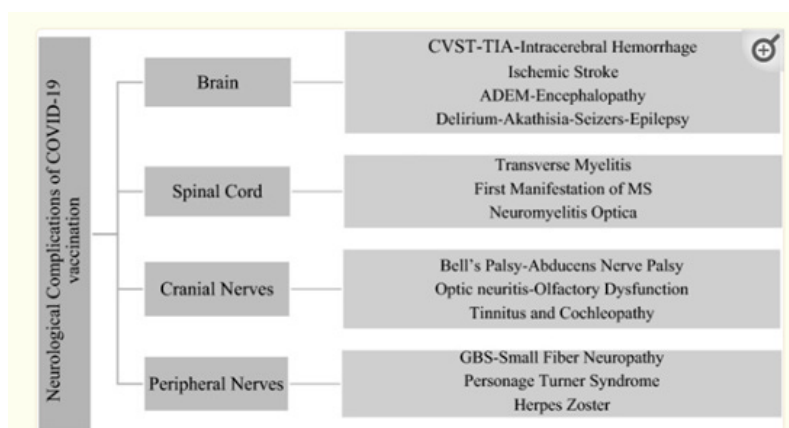 Neurological Complications of COVID-19
vaccination
Brain
CVST-TIA-Intracerebral Hemorrhage
Ischemic Stroke
ADEM-Encephalopathy
Delirium-Akathisia-Seizers-Epilepsy
Spinal Cord
Transverse Myelitis
First Manifestation of MS
Neuromyelitis Optica
Cranial Nerves
Bell's Palsy-Abducens Nerve Palsy
Optic neuritis-Olfactory Dysfunction
Tinnitus and Cochleopathy
Peripheral Nerves
GBS-Small Fiber Neuropathy
Personage Turner Syndrome
Herpes Zoster